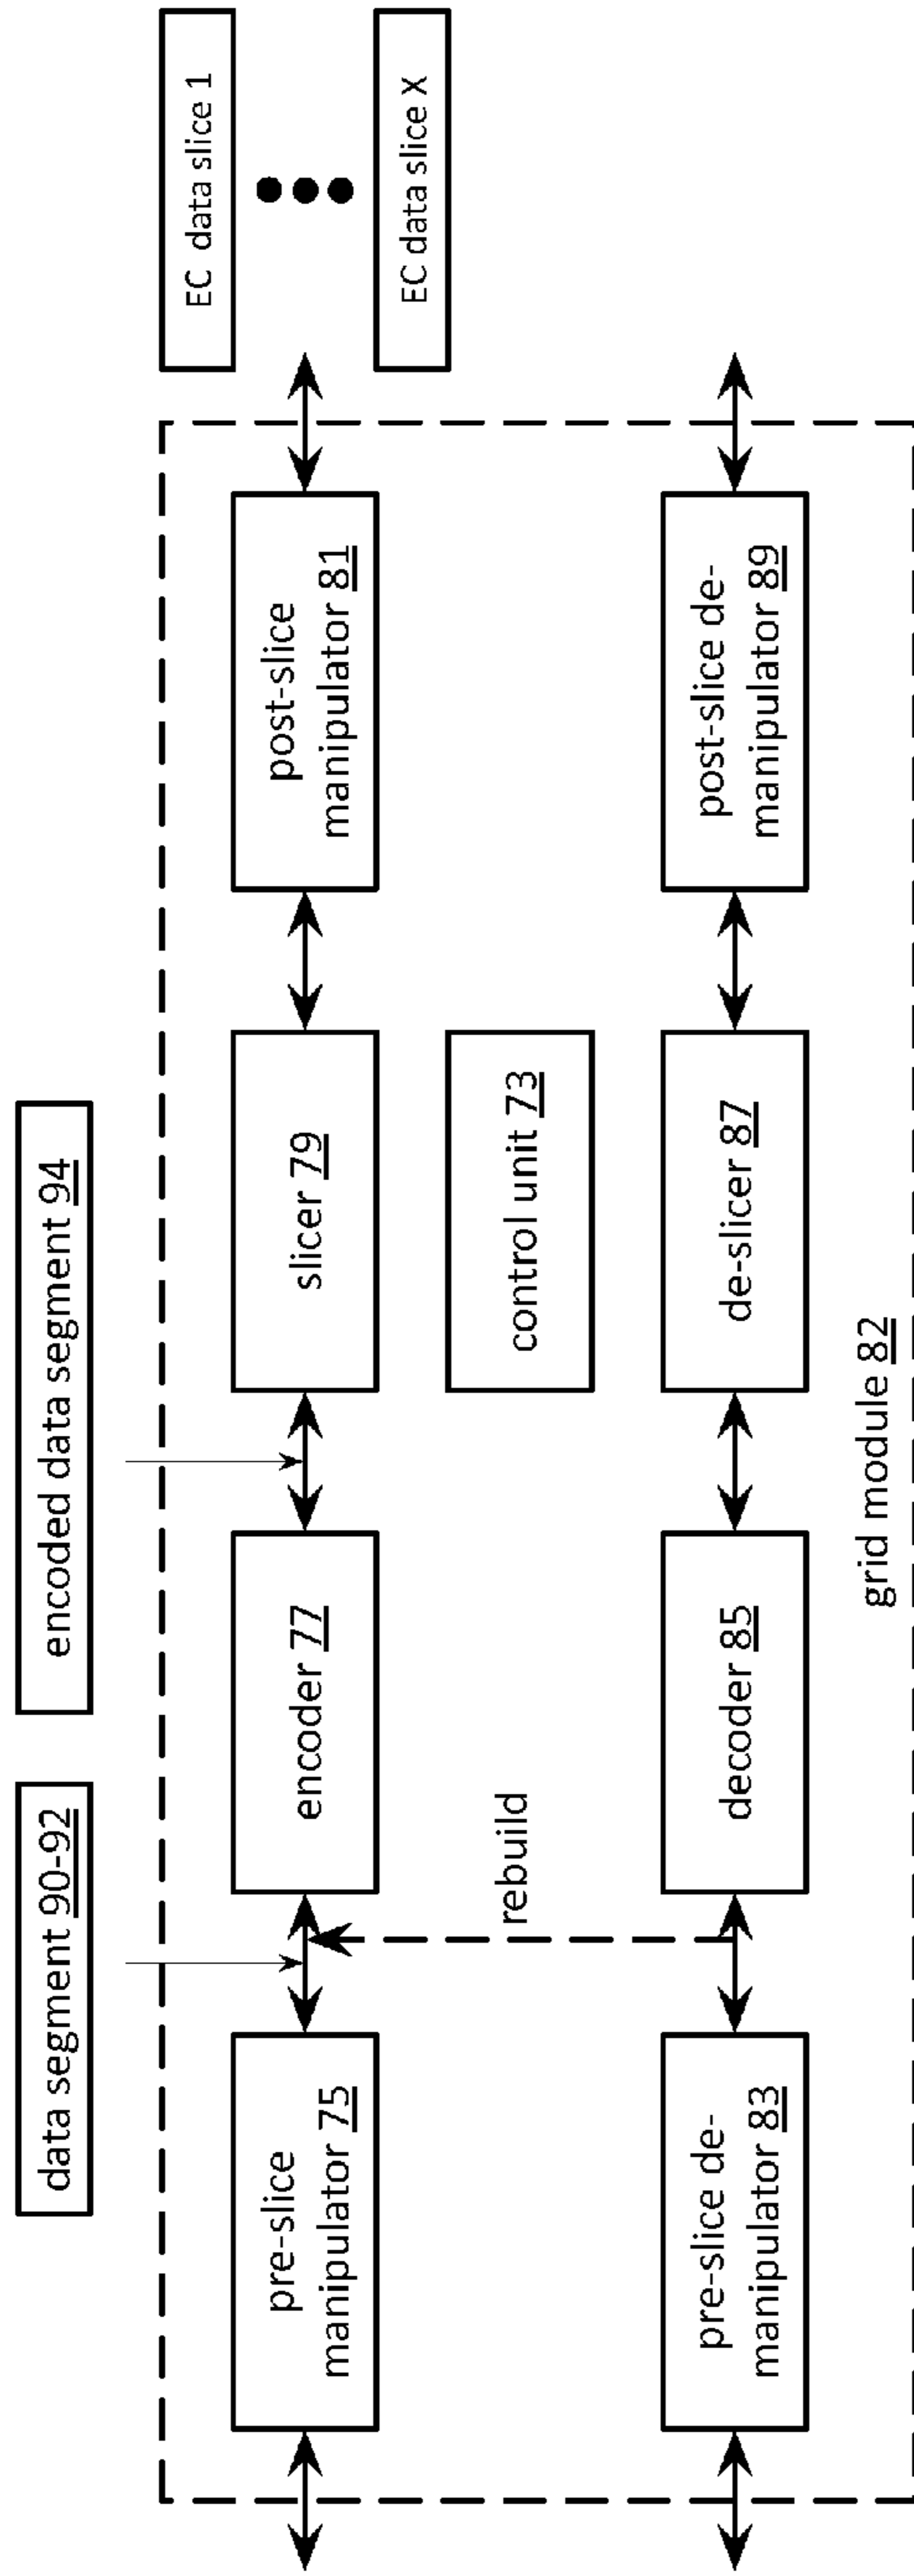 data segment 90-92
encoded data segment 94
EC data slice 1
EC data slice X
pre-slice
manipulator 75
encoder 77
slicer 79
post-slice
manipulator 81
rebuild
control unit 73
pre-slice de-
manipulator 83
decoder 85
de-slicer 87
post-slice de-
manipulator 89
grid module 82